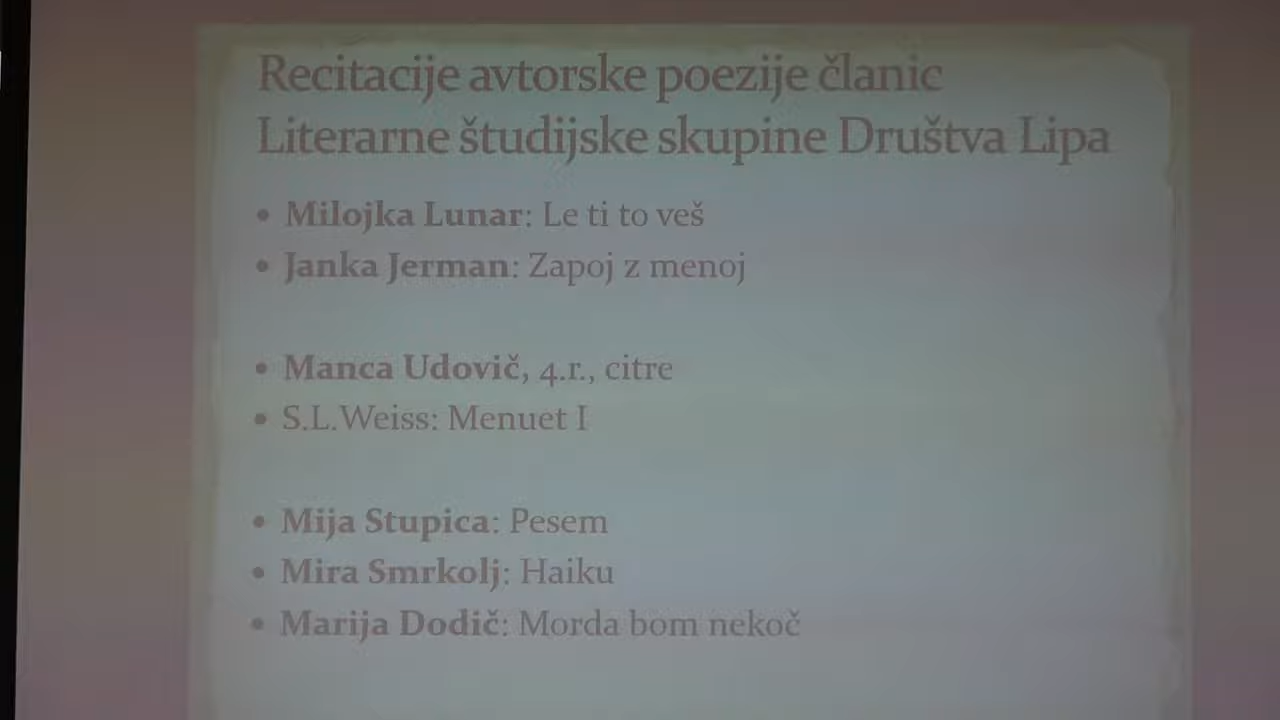 Recitacije avtorske poezije članic
Literarne študijske skupine Društva Lipa
• Milojka Lunar: Le ti to veš
• Janka Jerman: Zapoj z menoj
• Manca Udovič, 4.r., citre
• S.L.Weiss: Menuet I
• Mija Stupica: Pesem
• Mira Smrkolj: Haiku
• Marija Dodič: Morda bom nekoč